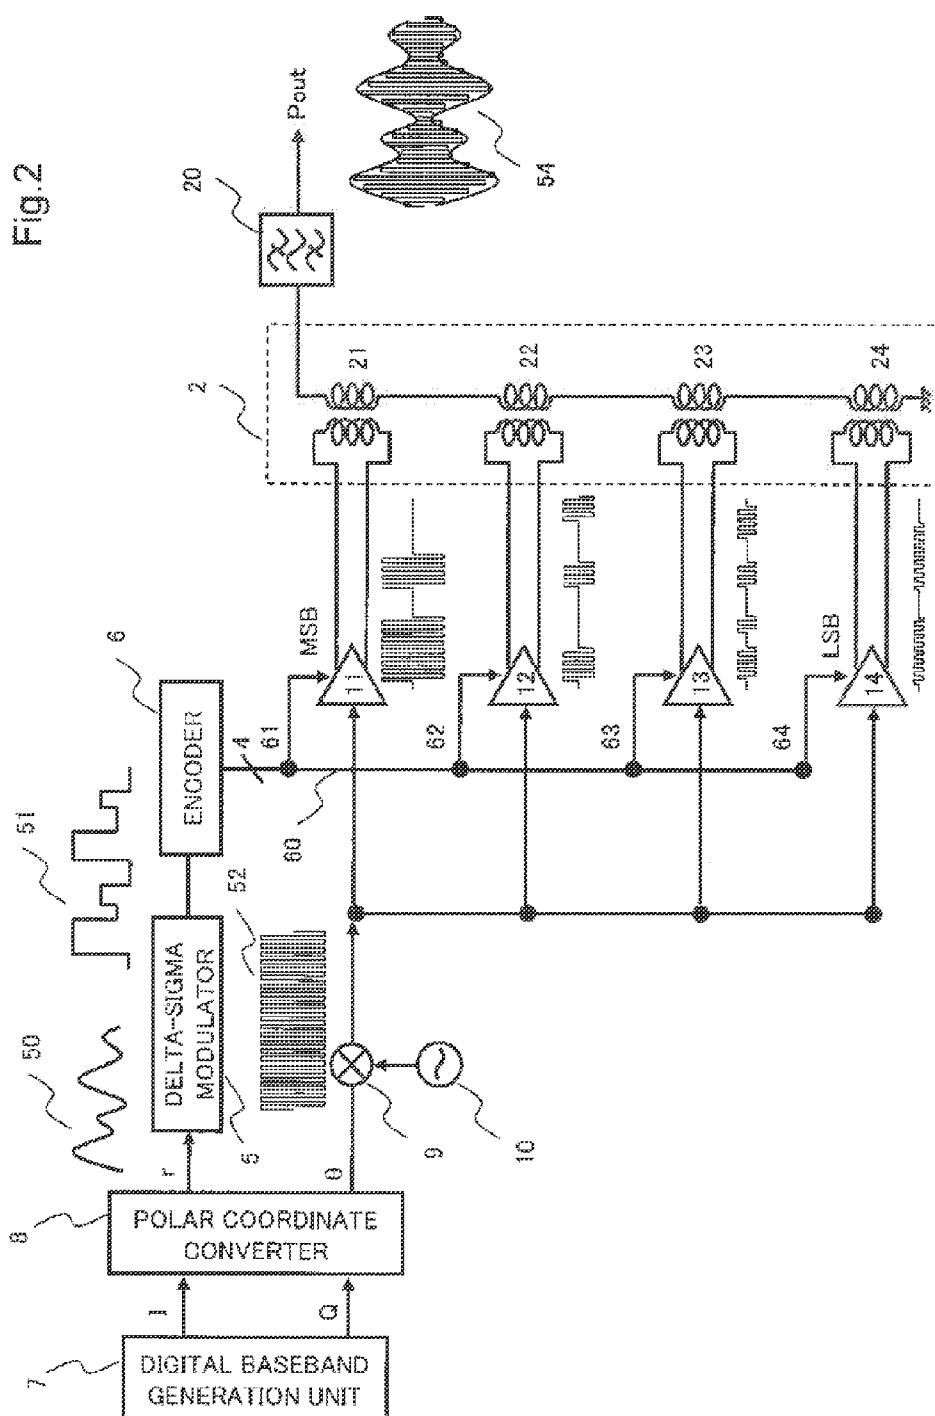 Fig.2
7
DIGITAL BASEBAND
GENERATION UNIT
I
Q
8
POLAR COORDINATE
CONVERTER
r
θ
50
5
DELTA-SIGMA
MODULATOR
51
52
9
10
6
ENCODER
4
60
61
62
63
64
MSB
LSB
11
12
13
14
2
21
22
23
24
20
Pout
54